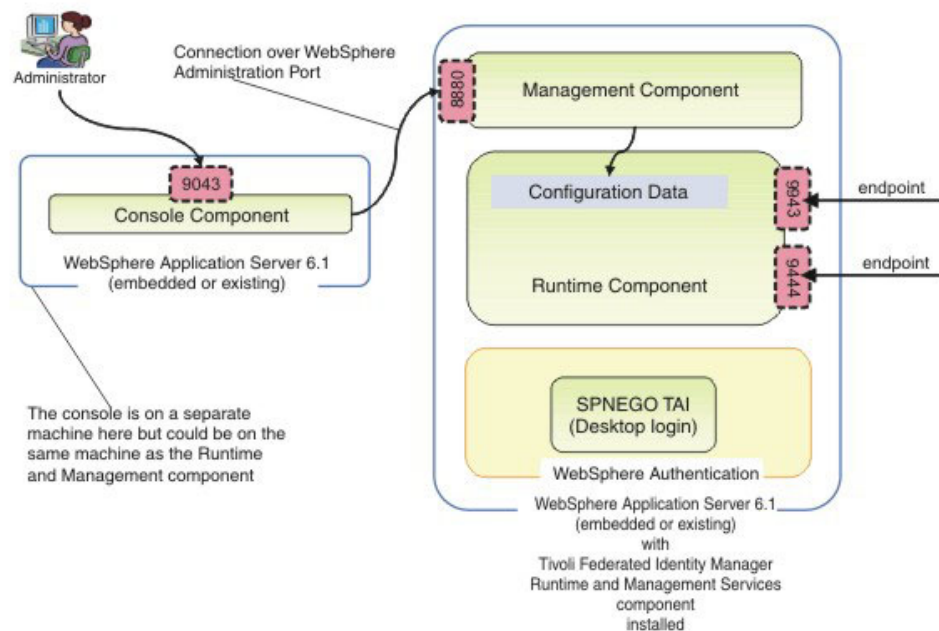 Administrator
Connection over WebSphere
Administration Port
9043
Console Component
WebSphere Application Server 6.1
(embedded or existing)
The console is on a separate
machine here but could be on the
same machine as the Runtime
and Management component
8880
Management Component
Configuration Data
Runtime Component
9943
endpoint
9444
endpoint
SPNEGO TAI
(Desktop login)
WebSphere Authentication
WebSphere Application Server 6.1
(embedded or existing)
with
Tivoli Federated Identity Manager
Runtime and Management Services
component
installed